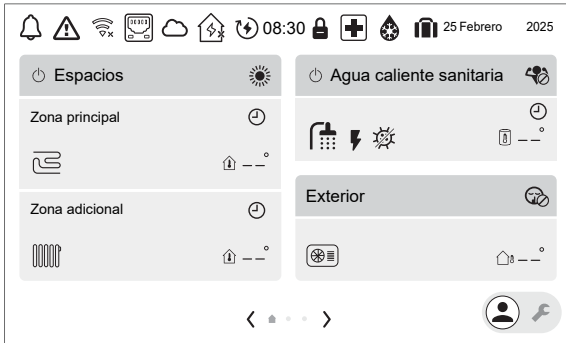 08:30 25 Febrero 2025
Espacios
Zona principal
--°
Zona adicional
--°
Agua caliente sanitaria
--°
Exterior
--°